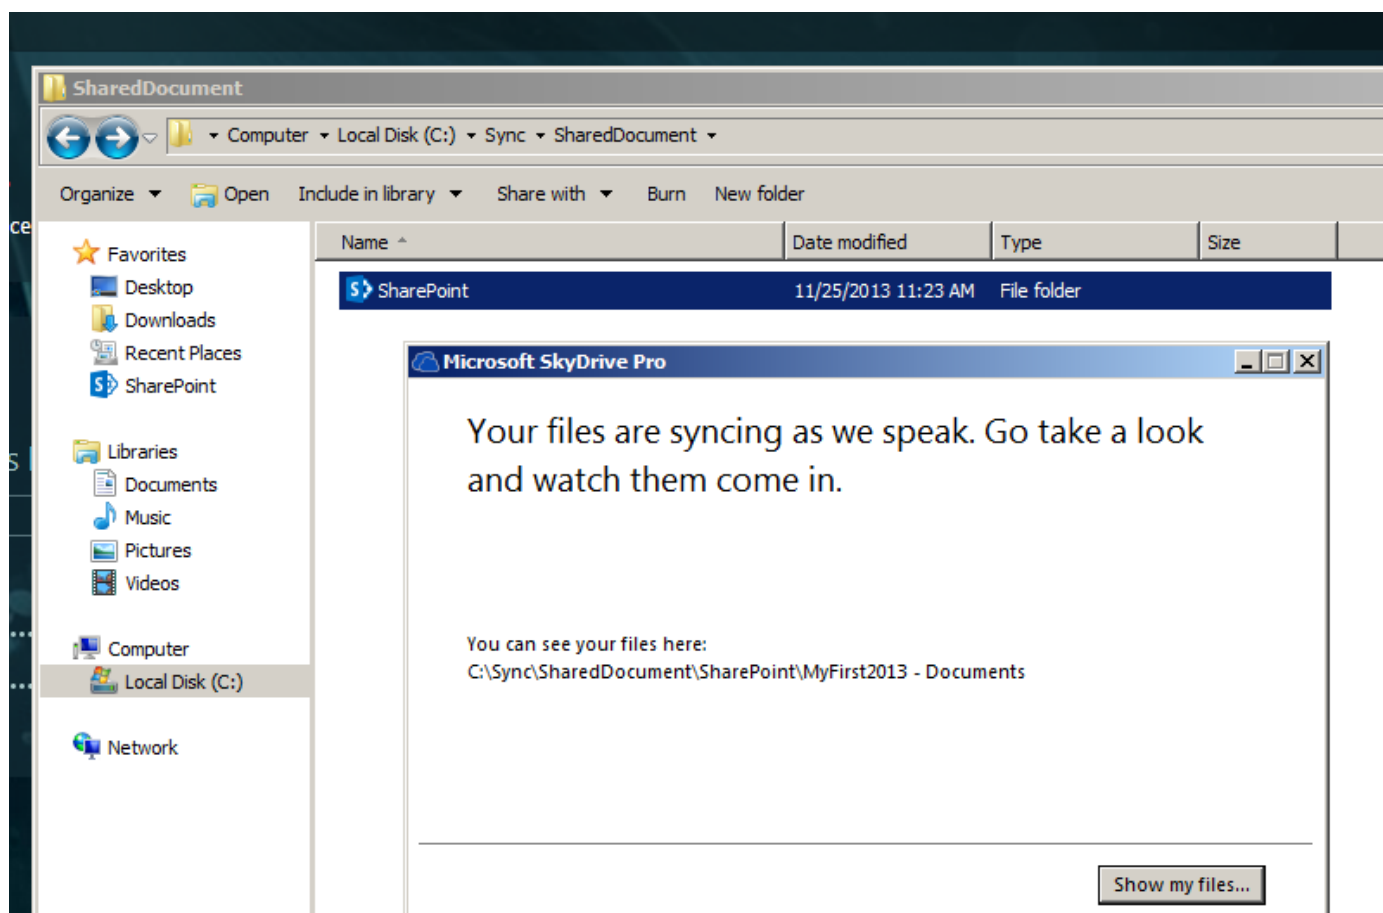 SharedDocument
Computer Local Disk (C:) Sync SharedDocument
Organize Open Include in library Share with Burn New folder
ce
Name Date modified Type Size
Favorites
Desktop
Downloads
Recent Places
SharePoint
SharePoint 11/25/2013 11:23 AM File folder
Microsoft SkyDrive Pro
Your files are syncing as we speak. Go take a look
and watch them come in.
s
Libraries
Documents
Music
Pictures
Videos
You can see your files here:
C:\Sync\SharedDocument\SharePoint\MyFirst2013 - Documents
Computer
Local Disk (C:)
Network
Show my files...